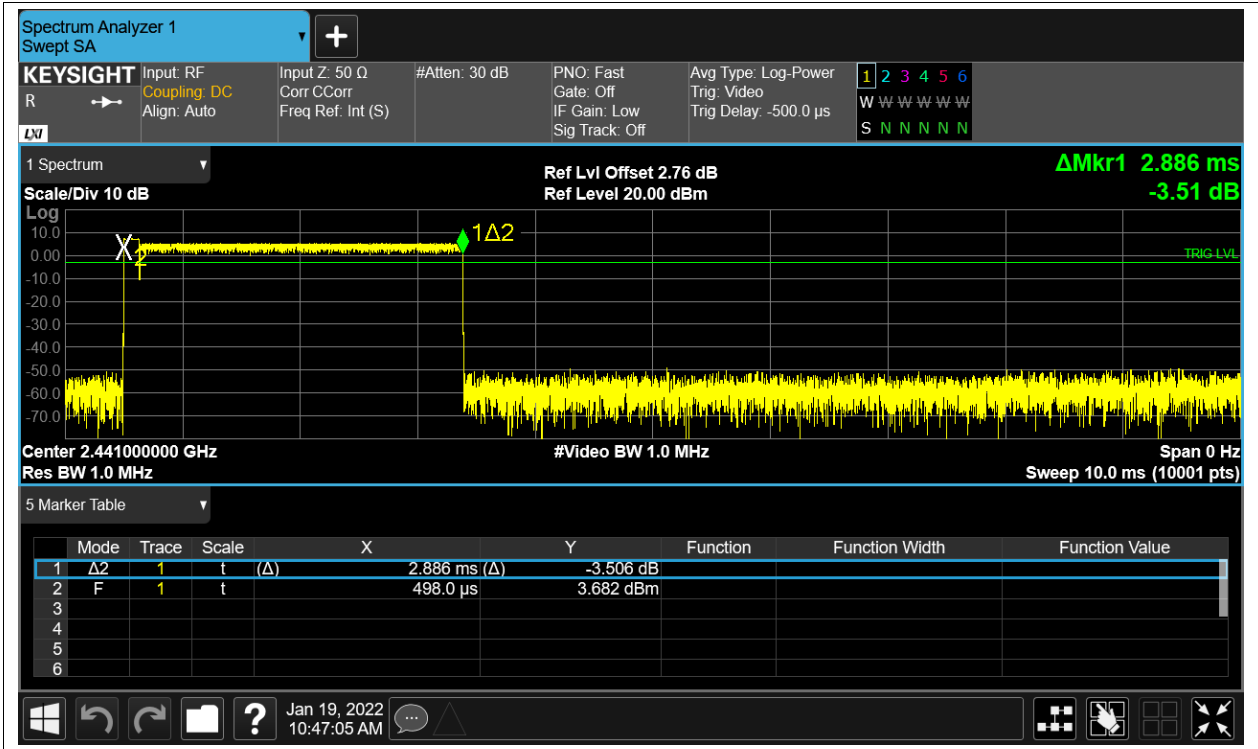 Spectrum Analyzer 1
Swept SA
+
KEYSIGHT
R
LXI
Input: RF
Coupling: DC
Align: Auto
Input Z: 50 Ω
Corr CCorr
Freq Ref: Int (S)
#Atten: 30 dB
PNO: Fast
Gate: Off
IF Gain: Low
Sig Track: Off
Avg Type: Log-Power
Trig: Video
Trig Delay: -500.0 µs
1 2 3 4 5 6
W W W W W W
S N N N N N
1 Spectrum
Scale/Div 10 dB
Ref Lvl Offset 2.76 dB
Ref Level 20.00 dBm
ΔMkr1 2.886 ms
-3.51 dB
Log
10.0
0.00
-10.0
-20.0
-30.0
-40.0
-50.0
-60.0
-70.0
X
2
1Δ2
TRIG LVL
Center 2.441000000 GHz
Res BW 1.0 MHz
#Video BW 1.0 MHz
Span 0 Hz
Sweep 10.0 ms (10001 pts)
5 Marker Table
Mode Trace Scale X Y Function Function Width Function Value
1 Δ2 1 t (Δ) 2.886 ms (Δ) -3.506 dB
2 F 1 t 498.0 µs 3.682 dBm
3
4
5
6
?
Jan 19, 2022
10:47:05 AM